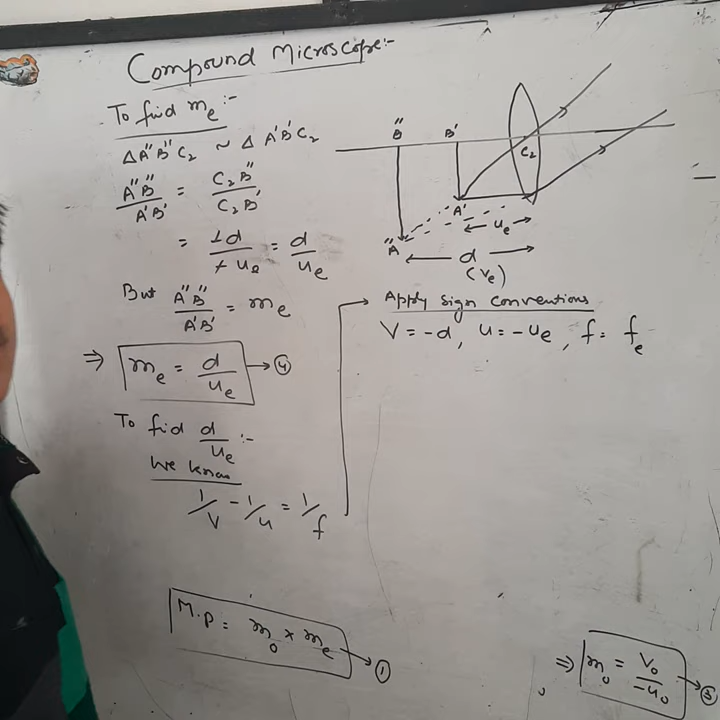 Compound Microscope:-
To find me:-
ΔA"B"C2 ~ Δ A'B'C2
A"B"/A'B' = C2B"/C2B'
= ±d/± ue = d/ue
But A"B"/A'B' = me
⇒ me = d/ue → ④
To fid d/ue :-
We know
1/V - 1/u = 1/f
B" B' C2
A' ue
A" d
(ve)
Apply sign conventions
V = -d, u = -ue, f = fe
M.P = mo × me → ①
⇒ mo = Vo/-uo → ③